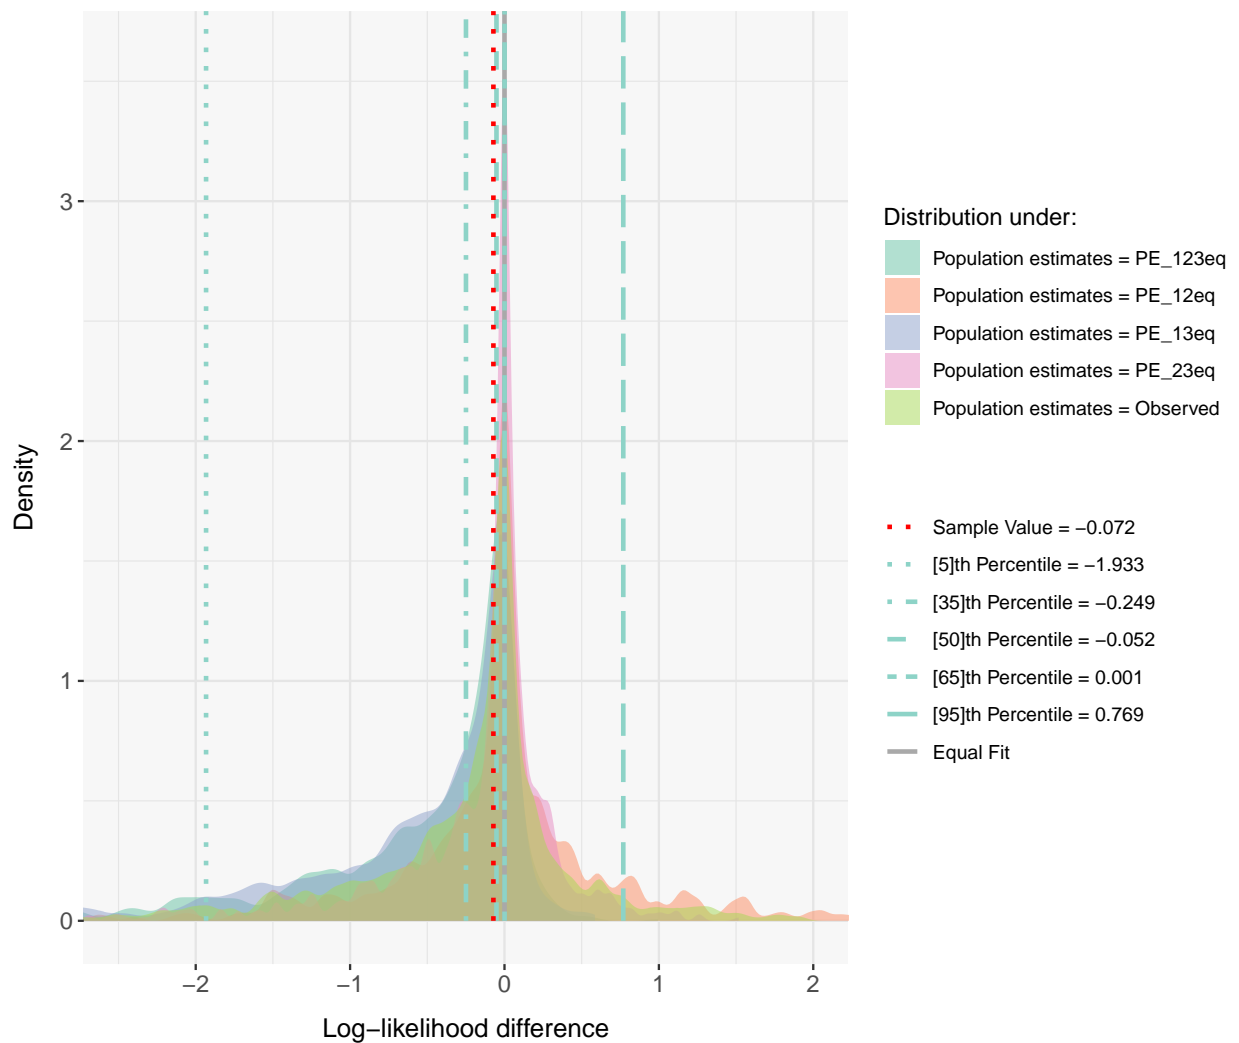 3
2
1
0
Density
−2
−1
0
1
2
Log−likelihood difference
Distribution under:
Population estimates = PE_123eq
Population estimates = PE_12eq
Population estimates = PE_13eq
Population estimates = PE_23eq
Population estimates = Observed
Sample Value = −0.072
[5]th Percentile = −1.933
[35]th Percentile = −0.249
[50]th Percentile = −0.052
[65]th Percentile = 0.001
[95]th Percentile = 0.769
Equal Fit